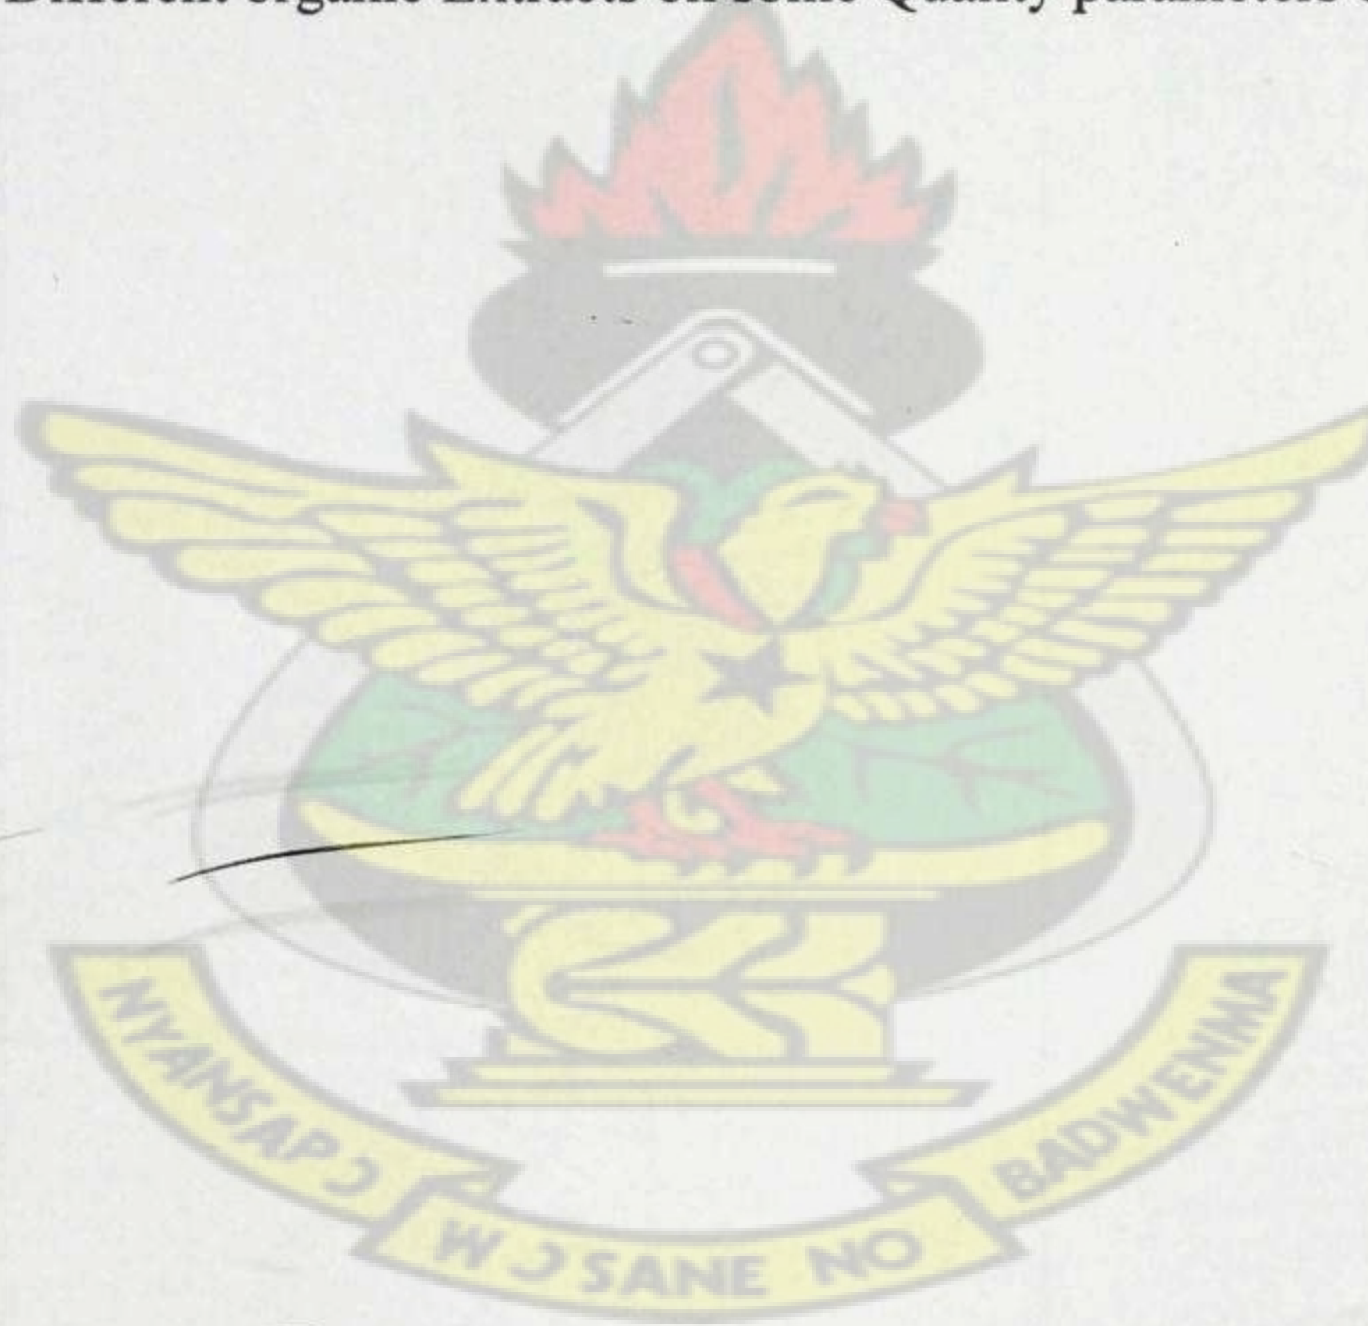 Different organic Extracts on some Quality parameters
NYANSAPƆ
WƆSANE NO
BADWENMA